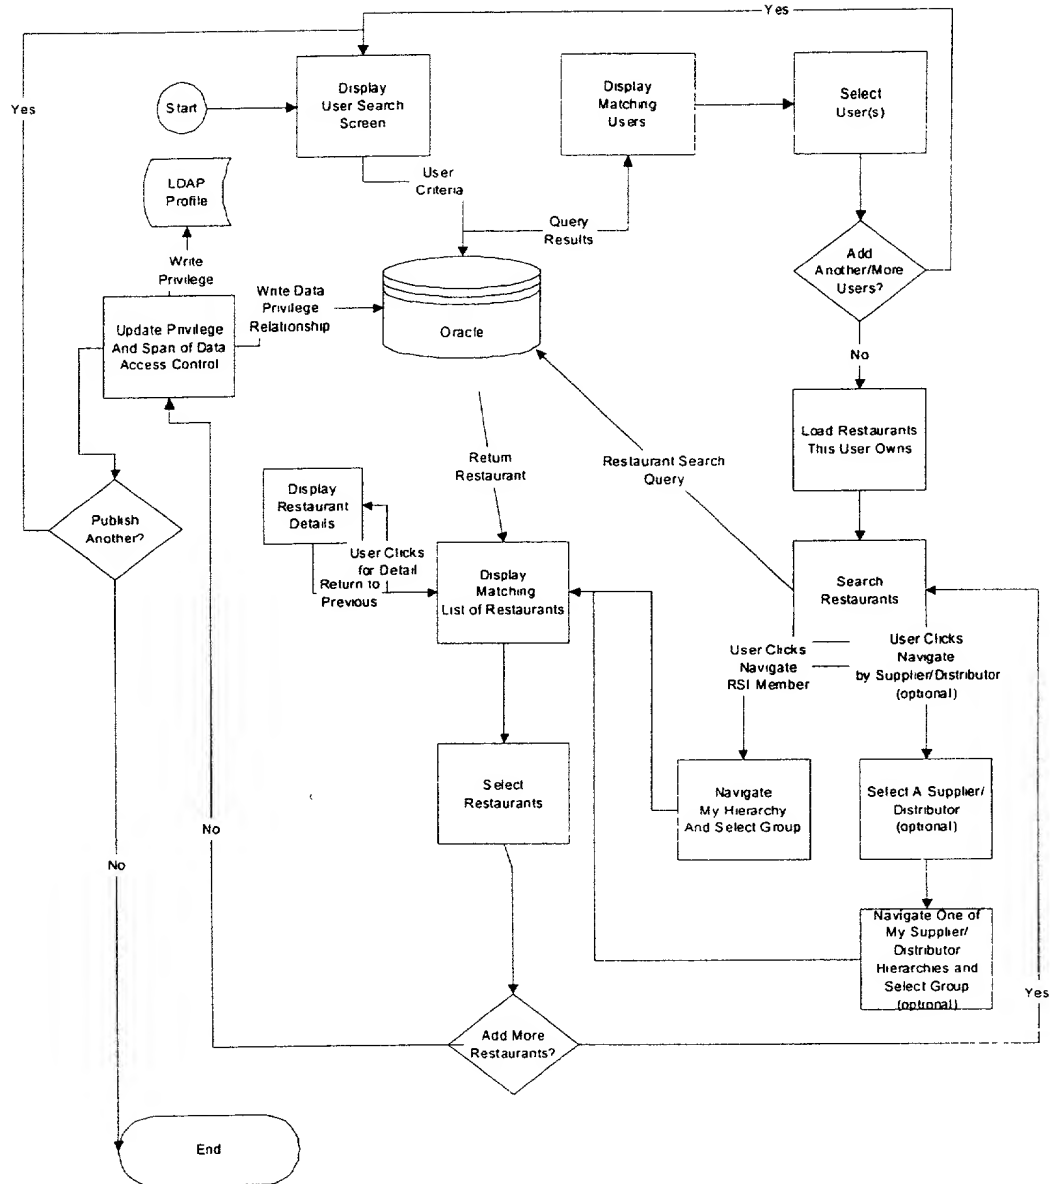 Yes
Yes
Start
Display
User Search
Screen
Display
Matching
Users
Select
User(s)
LDAP
Profile
User
Criteria
Query
Results
Write
Privilege
Add
Another/More
Users?
Write Data
Privilege
Relationship
Oracle
Update Privilege
And Span of Data
Access Control
No
Load Restaurants
This User Owns
Return
Restaurant
Restaurant Search
Query
Display
Restaurant
Details
Publish
Another?
User Clicks
for Detail
Return to
Previous
Display
Matching
List of Restaurants
Search
Restaurants
User Clicks
Navigate
RSI Member
User Clicks
Navigate
by Supplier/Distributor
(optional)
Select
Restaurants
Navigate
My Hierarchy
And Select Group
Select A Supplier/
Distributor
(optional)
No
No
Navigate One of
My Supplier/
Distributor
Hierarchies and
Select Group
(optional)
Yes
Add More
Restaurants?
End